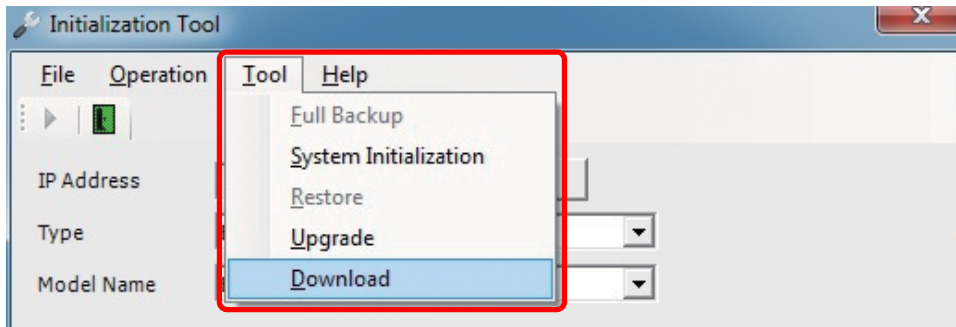 Initialization Tool
File Operation Tool Help
Full Backup
System Initialization
IP Address
Restore
Type
Upgrade
Model Name
Download